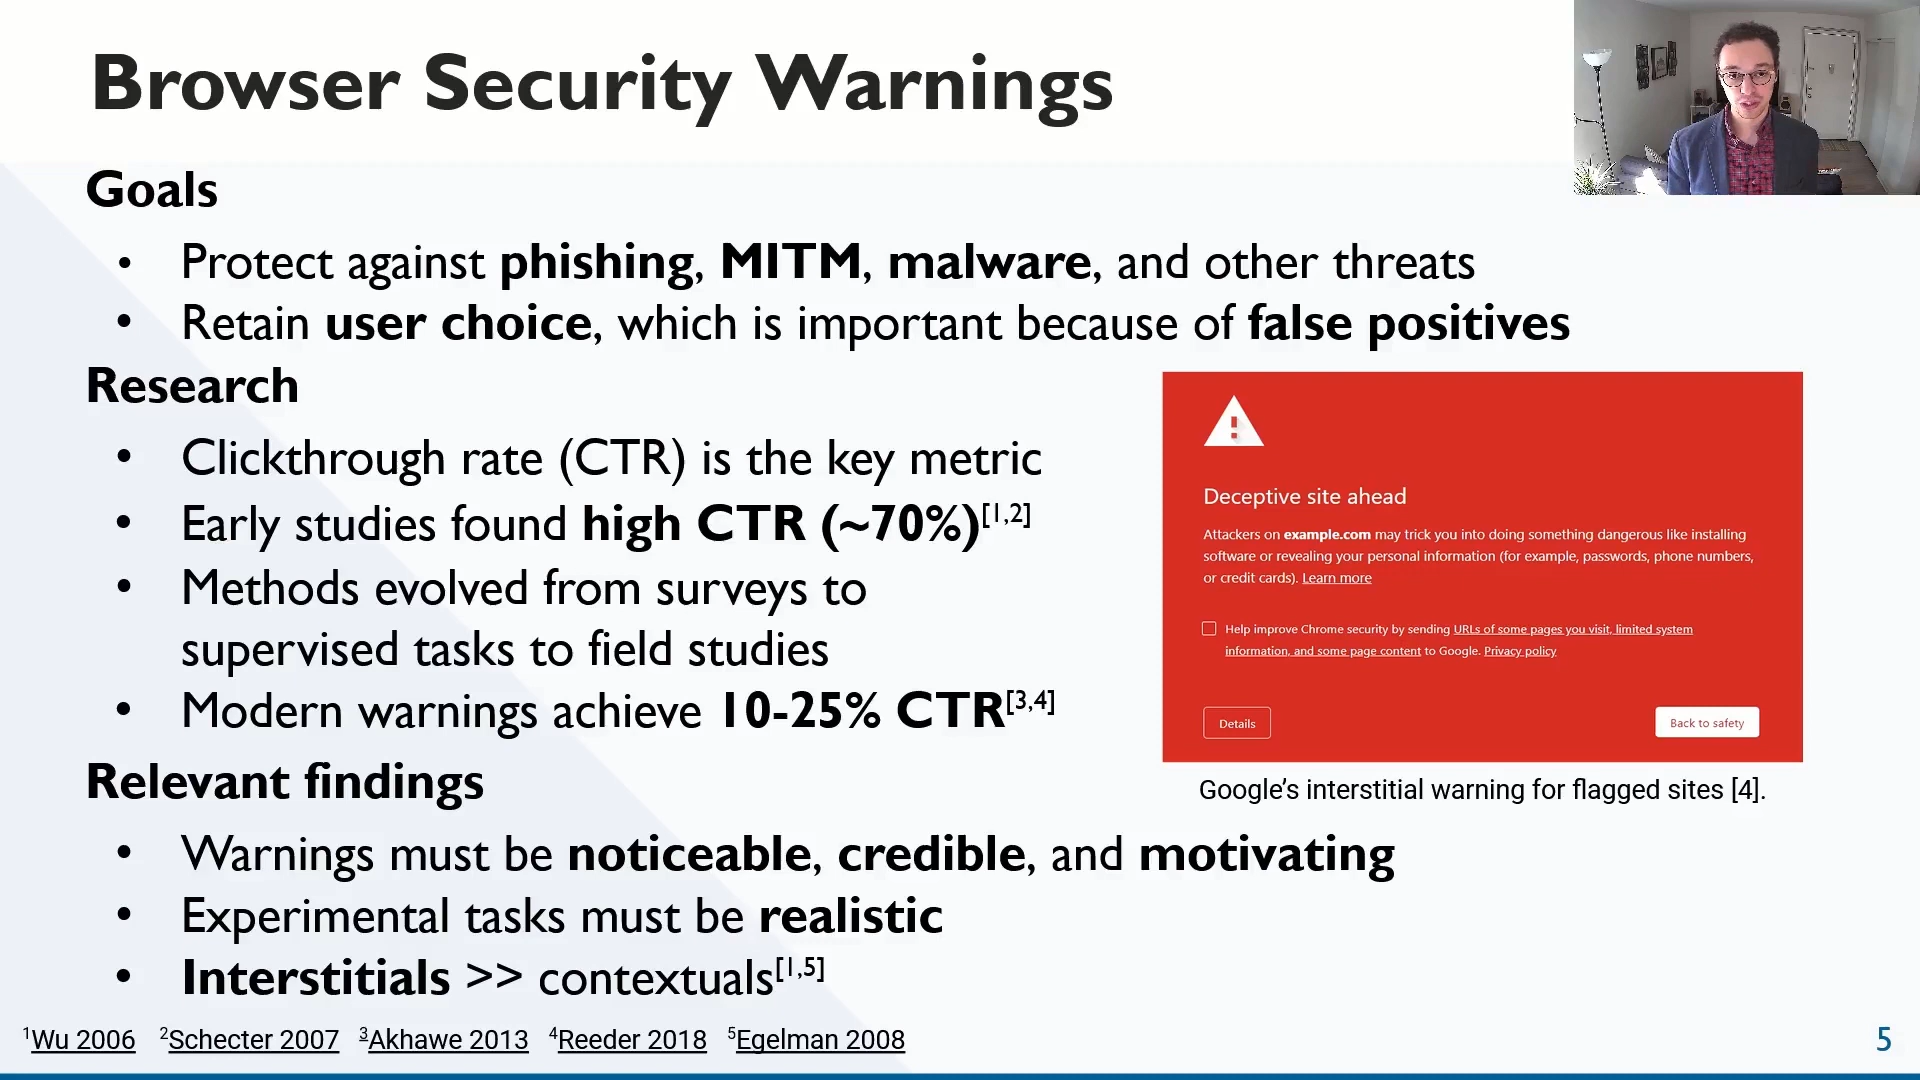 Browser Security Warnings
Goals
• Protect against phishing, MITM, malware, and other threats
• Retain user choice, which is important because of false positives
Research
• Clickthrough rate (CTR) is the key metric
• Early studies found high CTR (~70%)[1,2]
• Methods evolved from surveys to
supervised tasks to field studies
• Modern warnings achieve 10-25% CTR[3,4]
Deceptive site ahead
Attackers on example.com may trick you into doing something dangerous like installing
software or revealing your personal information (for example, passwords, phone numbers,
or credit cards). Learn more
Help improve Chrome security by sending URLs of some pages you visit, limited system
information, and some page content to Google. Privacy policy
Details
Back to safety
Google's interstitial warning for flagged sites [4].
Relevant findings
• Warnings must be noticeable, credible, and motivating
• Experimental tasks must be realistic
• Interstitials >> contextuals[1,5]
1Wu 2006 2Schecter 2007 3Akhawe 2013 4Reeder 2018 5Egelman 2008
5